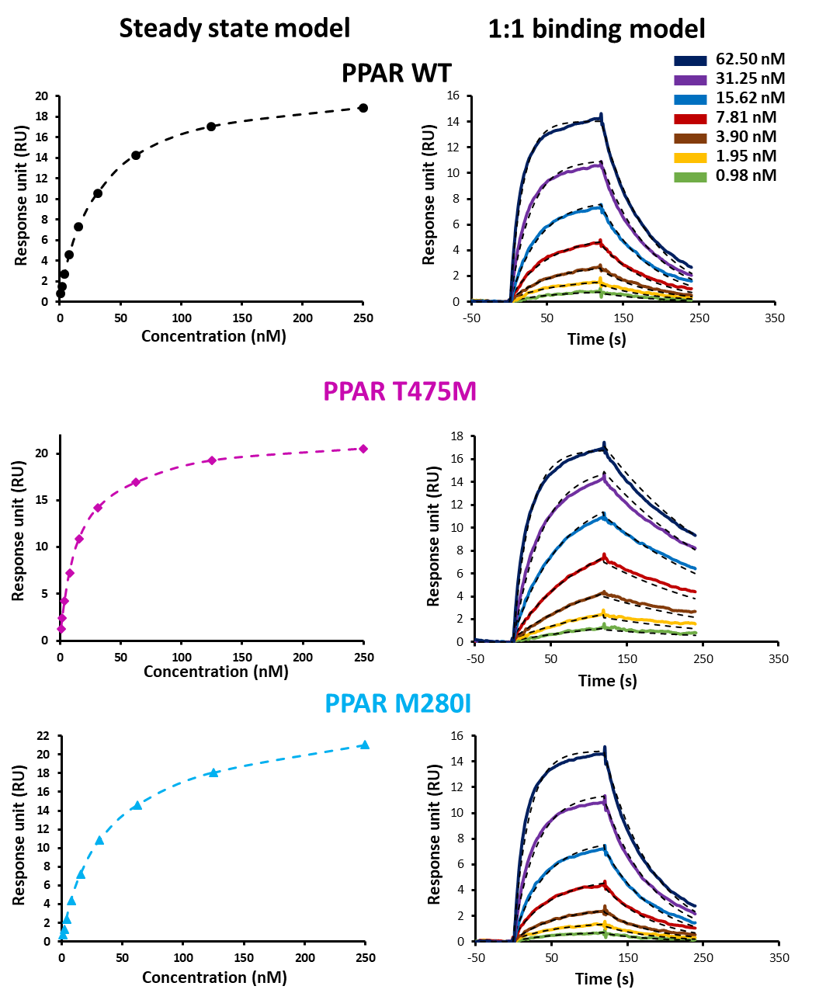 Steady state model
1:1 binding model
PPAR WT
62.50 nM
31.25 nM
15.62 nM
7.81 nM
3.90 nM
1.95 nM
0.98 nM
Response unit (RU)
20
18
16
14
12
10
8
6
4
2
0
0 50 100 150 200 250
Concentration (nM)
Response unit (RU)
16
14
12
10
8
6
4
2
0
-50 50 150 250 350
Time (s)
PPAR T475M
Response unit (RU)
20
15
10
5
0
0 50 100 150 200 250
Concentration (nM)
Response unit (RU)
18
16
14
12
10
8
6
4
2
0
-50 50 150 250 350
Time (s)
PPAR M280I
Response unit (RU)
22
20
18
16
14
12
10
8
6
4
2
0
0 50 100 150 200 250
Concentration (nM)
Response unit (RU)
16
14
12
10
8
6
4
2
0
-50 50 150 250 350
Time (s)